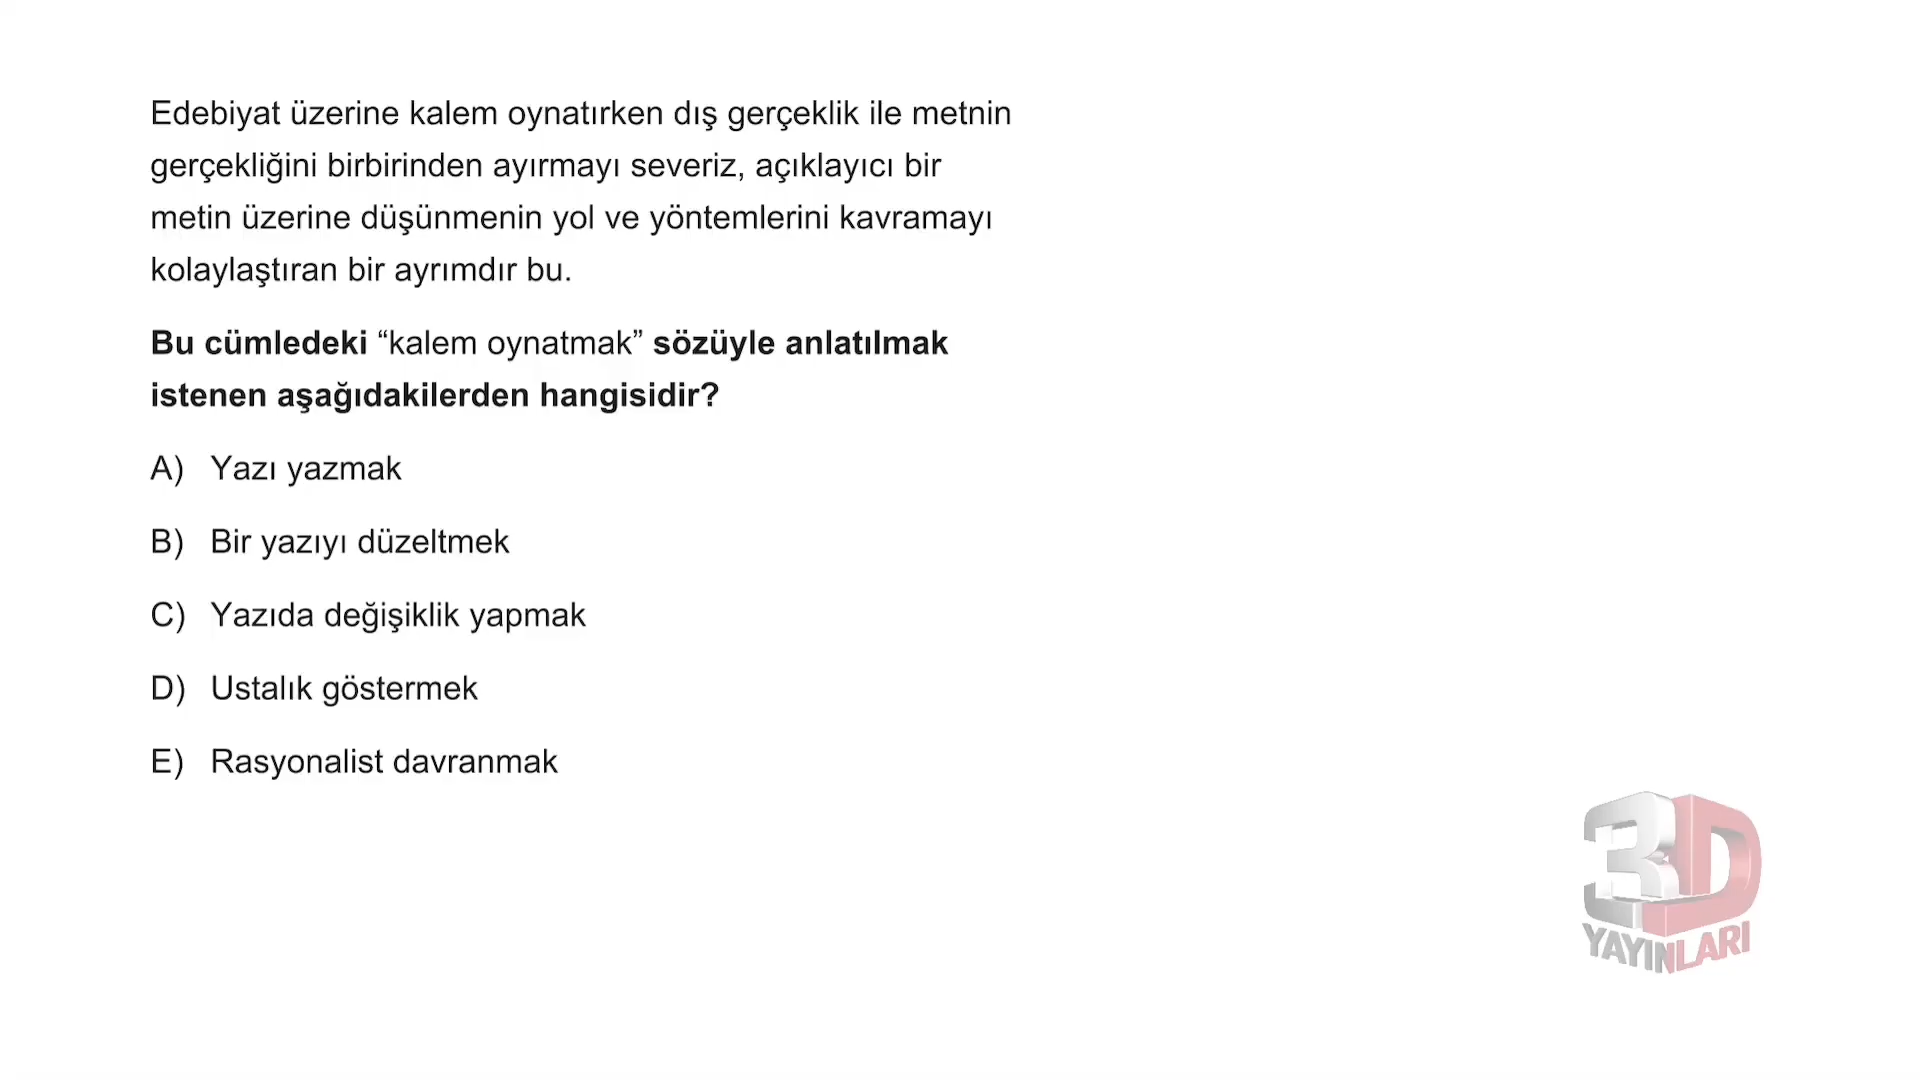 Edebiyat üzerine kalem oynatırken dış gerçeklik ile metnin
gerçekliğini birbirinden ayırmayı severiz, açıklayıcı bir
metin üzerine düşünmenin yol ve yöntemlerini kavramayı
kolaylaştıran bir ayrımdır bu.
Bu cümledeki “kalem oynatmak” sözüyle anlatılmak
istenen aşağıdakilerden hangisidir?
A) Yazı yazmak
B) Bir yazıyı düzeltmek
C) Yazıda değişiklik yapmak
D) Ustalık göstermek
E) Rasyonalist davranmak
3D
YAYINLARI